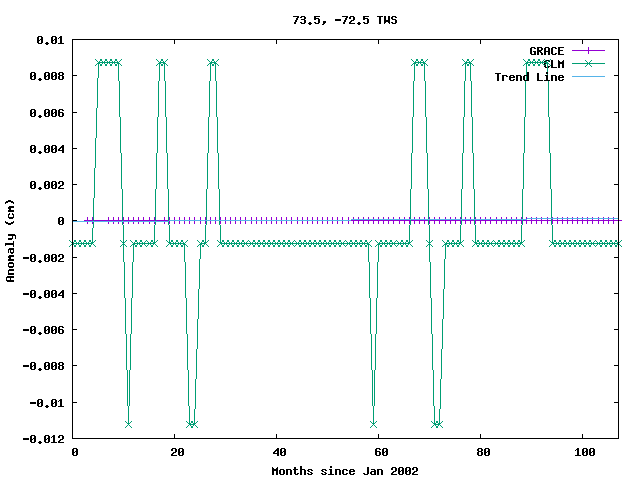 73.5, -72.5 TWS
GRACE
CLM
Trend Line
0.01
0.008
0.006
0.004
0.002
0
-0.002
-0.004
-0.006
-0.008
-0.01
-0.012
Anomaly (cm)
0 20 40 60 80 100
Months since Jan 2002